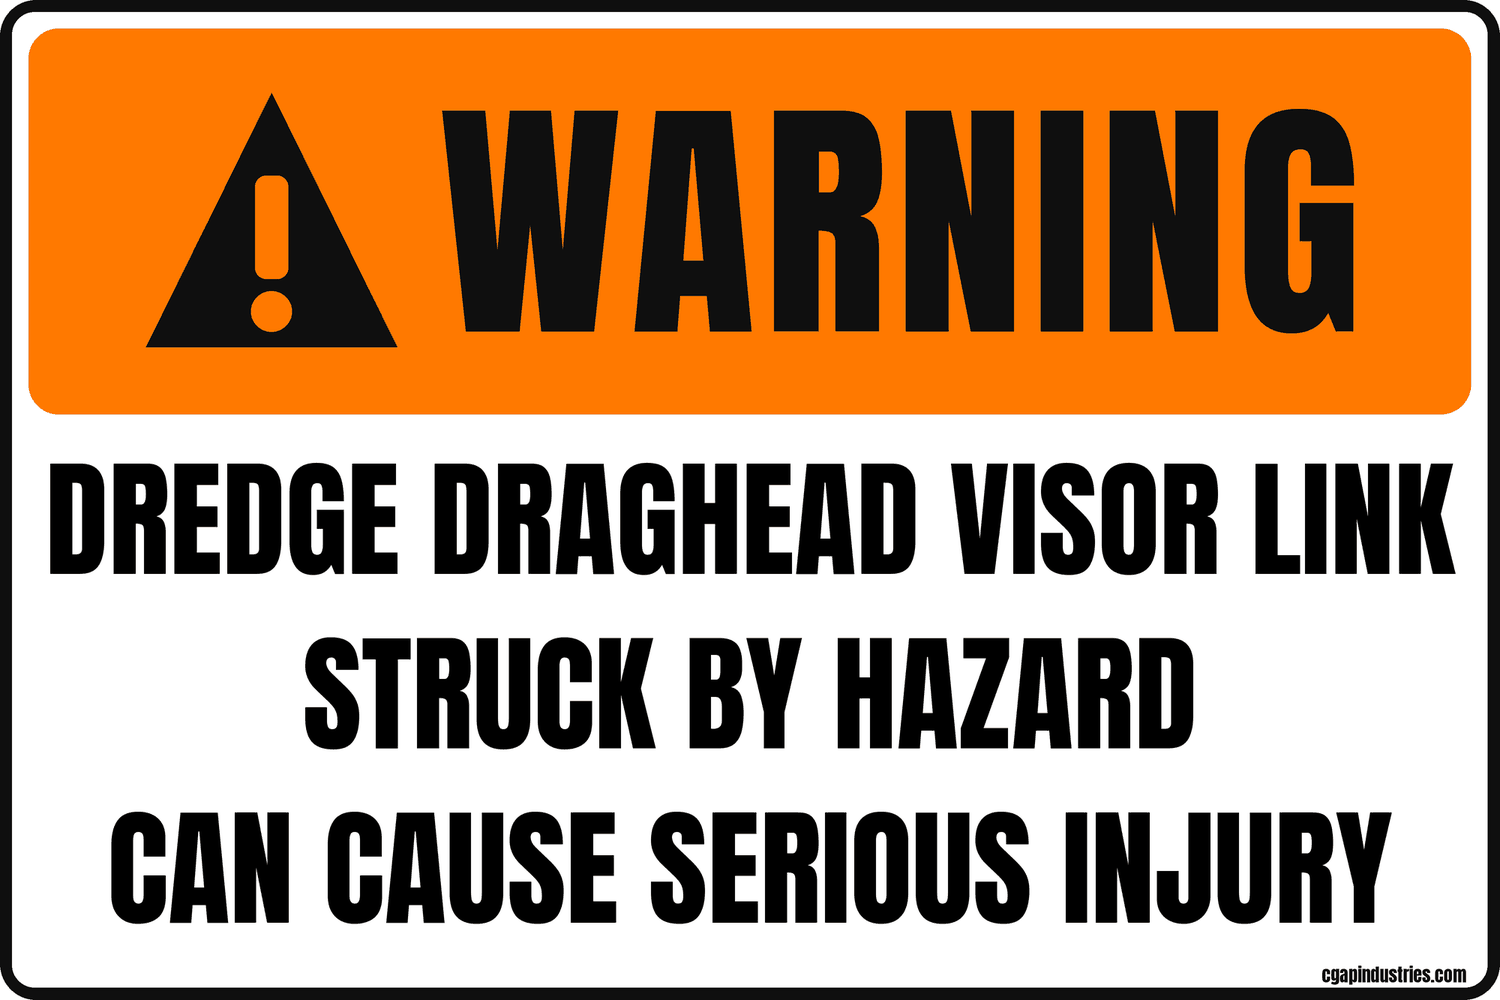 WARNING
DREDGE DRAGHEAD VISOR LINK
STRUCK BY HAZARD
CAN CAUSE SERIOUS INJURY
cgapindustries.com